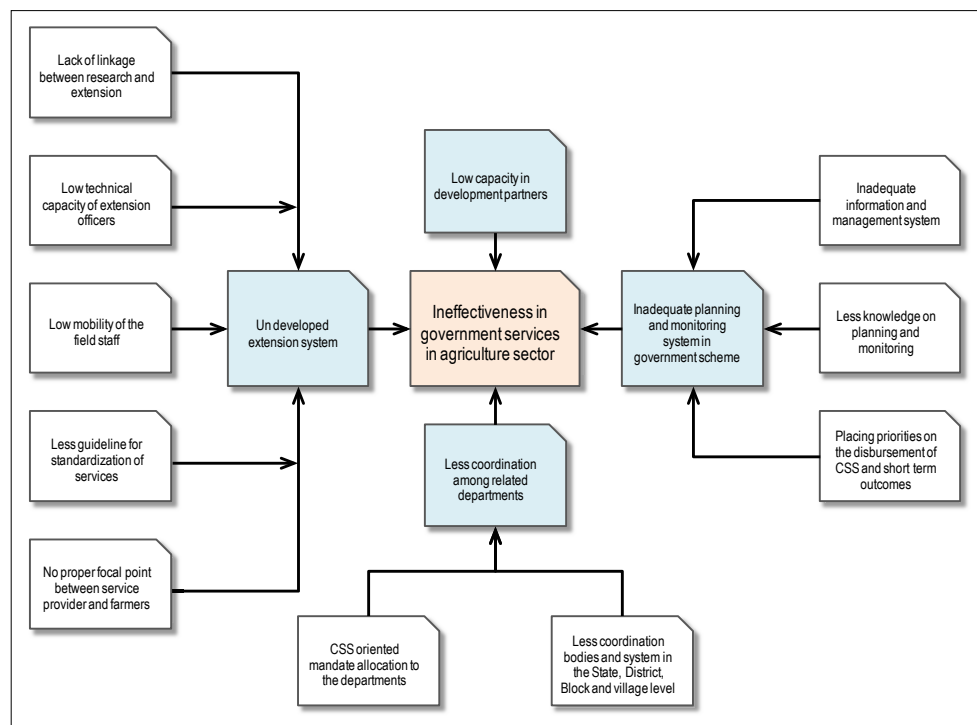 Lack of linkage
between research and
extension
Low technical
capacity of extension
officers
Low mobility of the
field staff
Less guideline for
standardization of
services
No proper focal point
between service
provider and farmers
Un developed
extension system
Low capacity in
development partners
Ineffectiveness in
government services
in agriculture sector
Less coordination
among related
departments
CSS oriented
mandate allocation to
the departments
Less coordination
bodies and system in
the State, District,
Block and village level
Inadequate planning
and monitoring
system in
government scheme
Inadequate
information and
management system
Less knowledge on
planning and
monitoring
Placing priorities on
the disbursement of
CSS and short term
outcomes